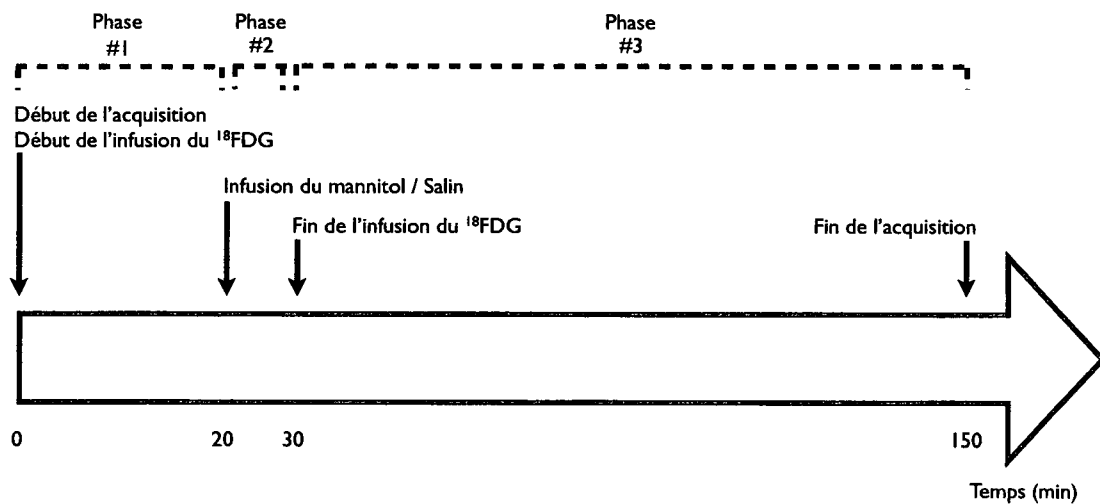 Phase
#1
Phase
#2
Phase
#3
Début de l'acquisition
Début de l'infusion du ¹⁸FDG
Infusion du mannitol / Salin
Fin de l'infusion du ¹⁸FDG
Fin de l'acquisition
0
20
30
150
Temps (min)